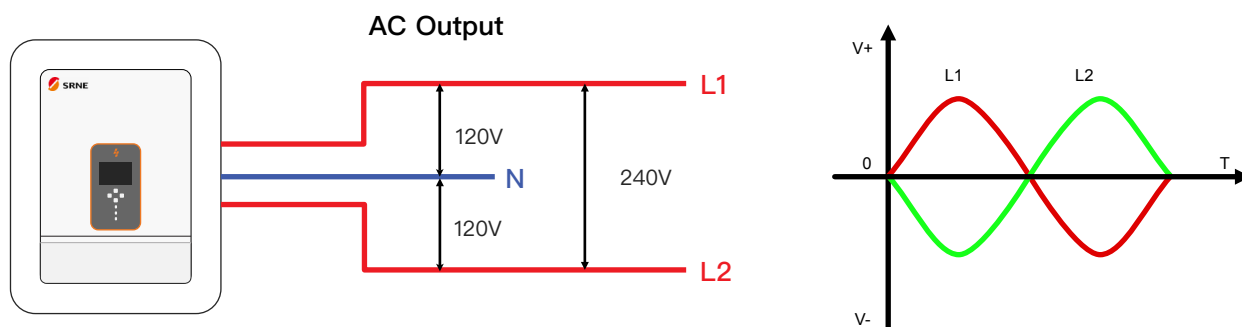 AC Output
SRNE
L1
120V
N
240V
120V
L2
V+
L1
L2
0
T
V-